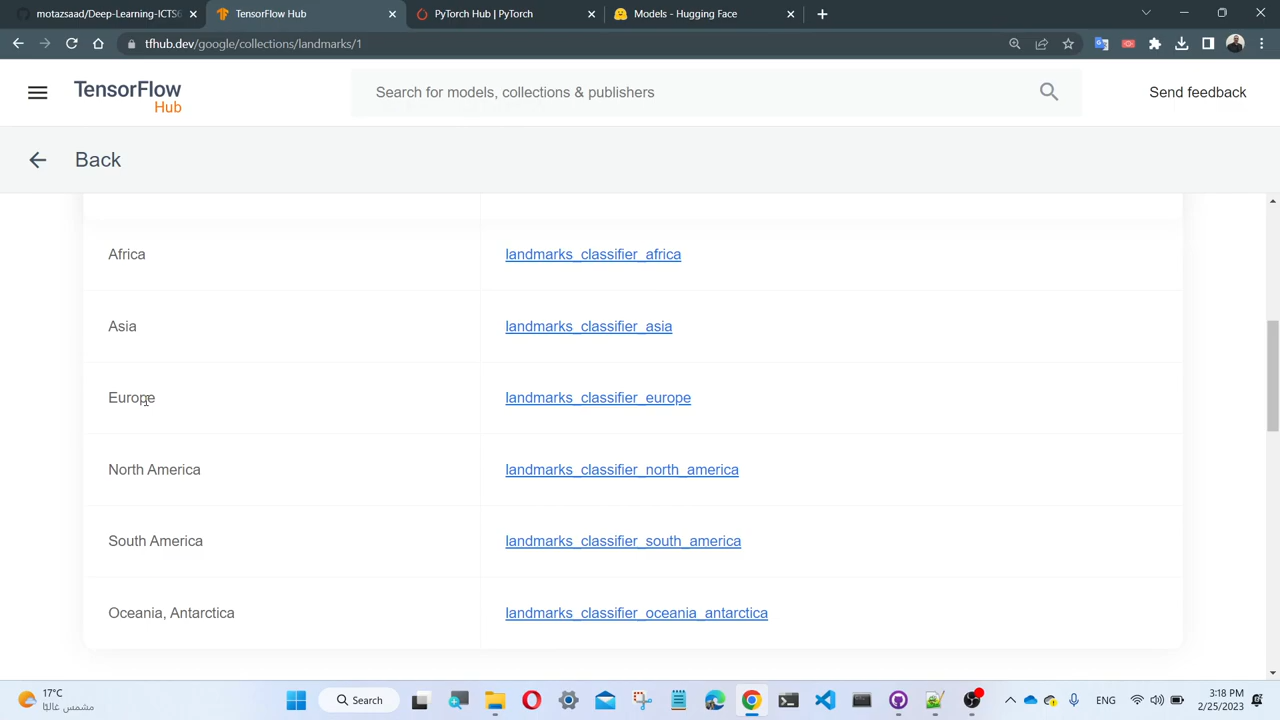 motazsaad/Deep-Learning-ICTS6
TensorFlow Hub
PyTorch Hub | PyTorch
Models - Hugging Face
tfhub.dev/google/collections/landmarks/1
TensorFlow
Hub
Search for models, collections & publishers
Send feedback
Back
Africa
landmarks_classifier_africa
Asia
landmarks_classifier_asia
Europe
landmarks_classifier_europe
North America
landmarks_classifier_north_america
South America
landmarks_classifier_south_america
Oceania, Antarctica
landmarks_classifier_oceania_antarctica
17°C
مشمس غالبًا
Search
ENG
3:18 PM
2/25/2023